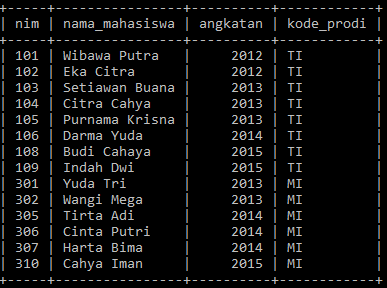 +-----+----------------+----------+------------+
| nim | nama_mahasiswa | angkatan | kode_prodi |
+-----+----------------+----------+------------+
| 101 | Wibawa Putra   |     2012 | TI         |
| 102 | Eka Citra      |     2012 | TI         |
| 103 | Setiawan Buana |     2013 | TI         |
| 104 | Citra Cahya    |     2013 | TI         |
| 105 | Purnama Krisna |     2013 | TI         |
| 106 | Darma Yuda     |     2014 | TI         |
| 108 | Budi Cahaya    |     2015 | TI         |
| 109 | Indah Dwi      |     2015 | TI         |
| 301 | Yuda Tri       |     2013 | MI         |
| 302 | Wangi Mega     |     2013 | MI         |
| 305 | Tirta Adi      |     2014 | MI         |
| 306 | Cinta Putri    |     2014 | MI         |
| 307 | Harta Bima     |     2014 | MI         |
| 310 | Cahya Iman     |     2015 | MI         |
+-----+----------------+----------+------------+